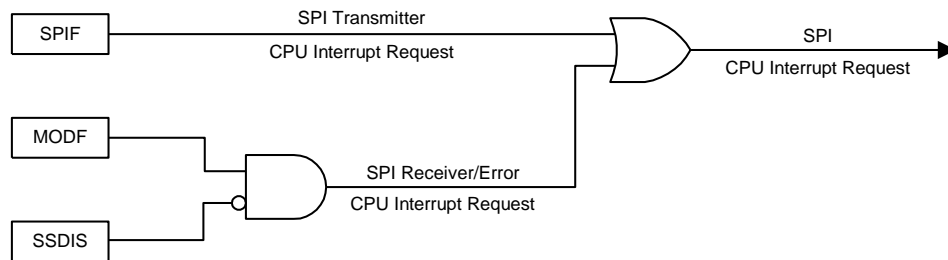 SPIF
SPI Transmitter
CPU Interrupt Request
SPI
CPU Interrupt Request
MODF
SPI Receiver/Error
CPU Interrupt Request
SSDIS